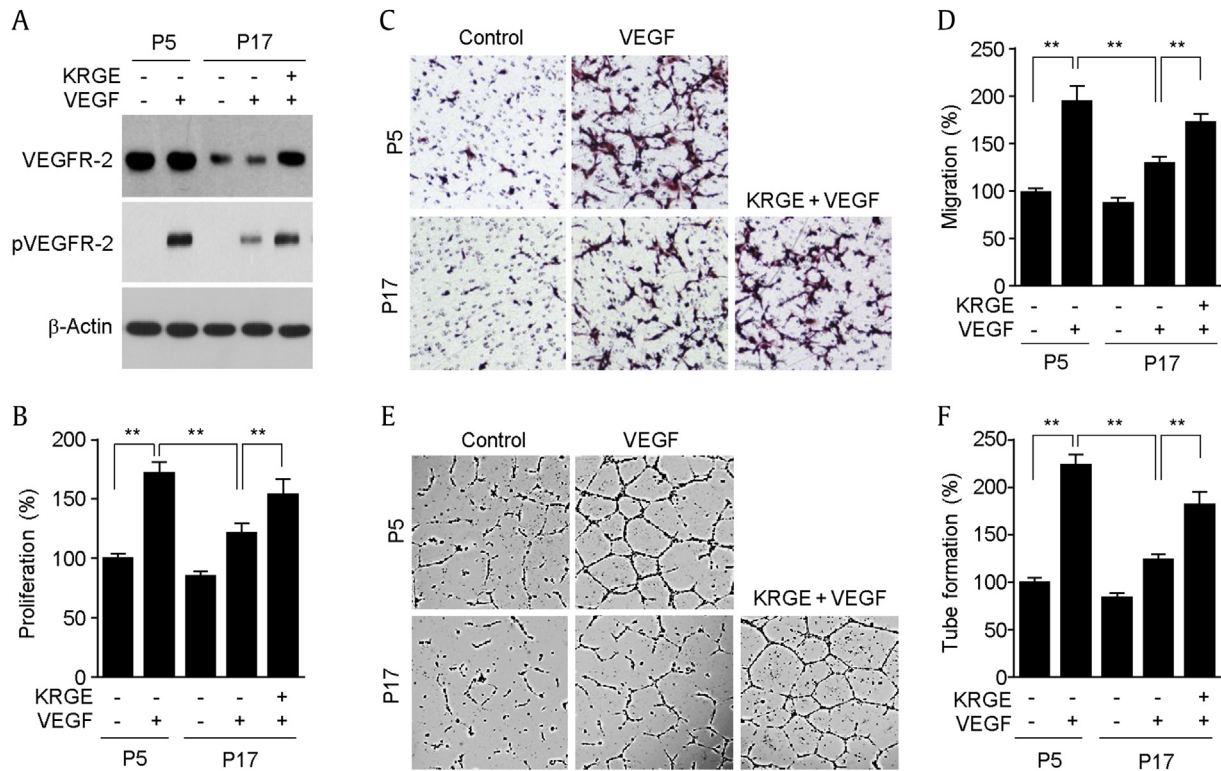 A
P5 P17
KRGE - - - - +
VEGF - + - + +
VEGFR-2
pVEGFR-2
β-Actin
B
** ** **
Proliferation (%)
200
150
100
50
0
KRGE - - - - +
VEGF - + - + +
P5 P17
C
Control VEGF
P5
KRGE + VEGF
P17
D
** ** **
Migration (%)
250
200
150
100
50
0
KRGE - - - - +
VEGF - + - + +
P5 P17
E
Control VEGF
P5
KRGE + VEGF
P17
F
** ** **
Tube formation (%)
250
200
150
100
50
0
KRGE - - - - +
VEGF - + - + +
P5 P17